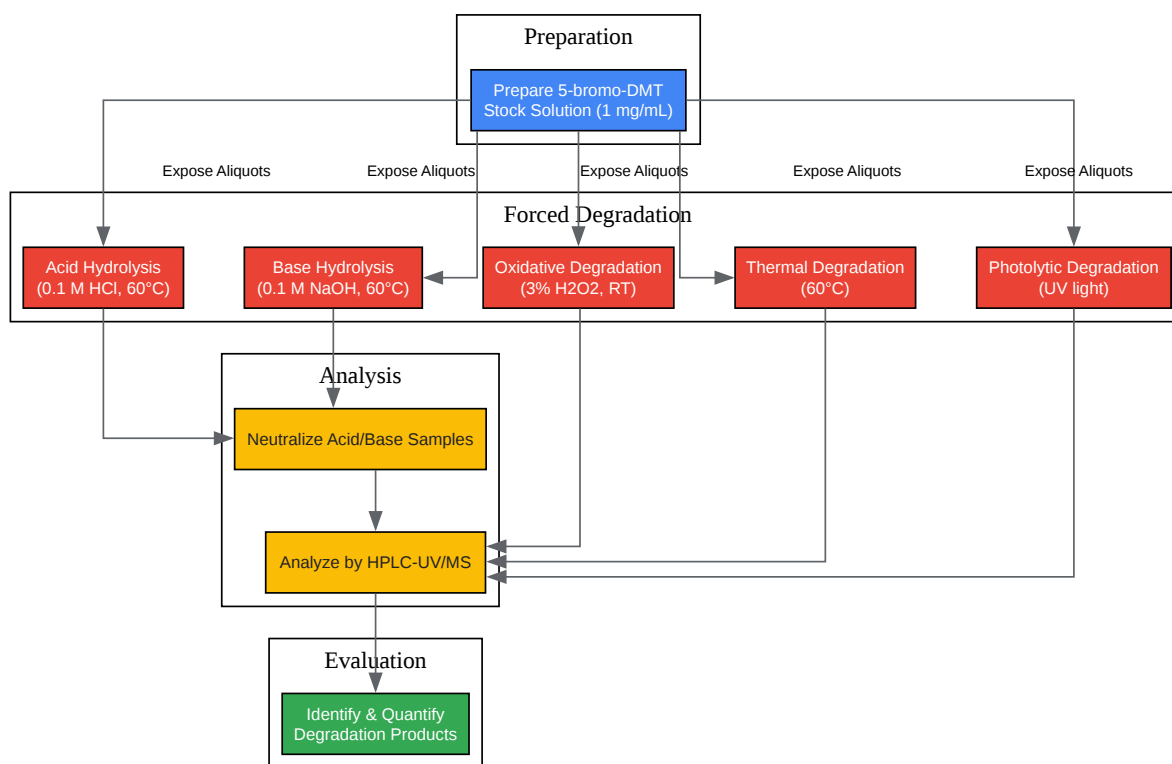 Preparation
Prepare 5-bromo-DMT
Stock Solution (1 mg/mL)
Expose Aliquots
Expose Aliquots
Expose Aliquots
Expose Aliquots
Expose Aliquots
Forced Degradation
Acid Hydrolysis
(0.1 M HCl, 60°C)
Base Hydrolysis
(0.1 M NaOH, 60°C)
Oxidative Degradation
(3% H2O2, RT)
Thermal Degradation
(60°C)
Photolytic Degradation
(UV light)
Analysis
Neutralize Acid/Base Samples
Analyze by HPLC-UV/MS
Evaluation
Identify & Quantify
Degradation Products